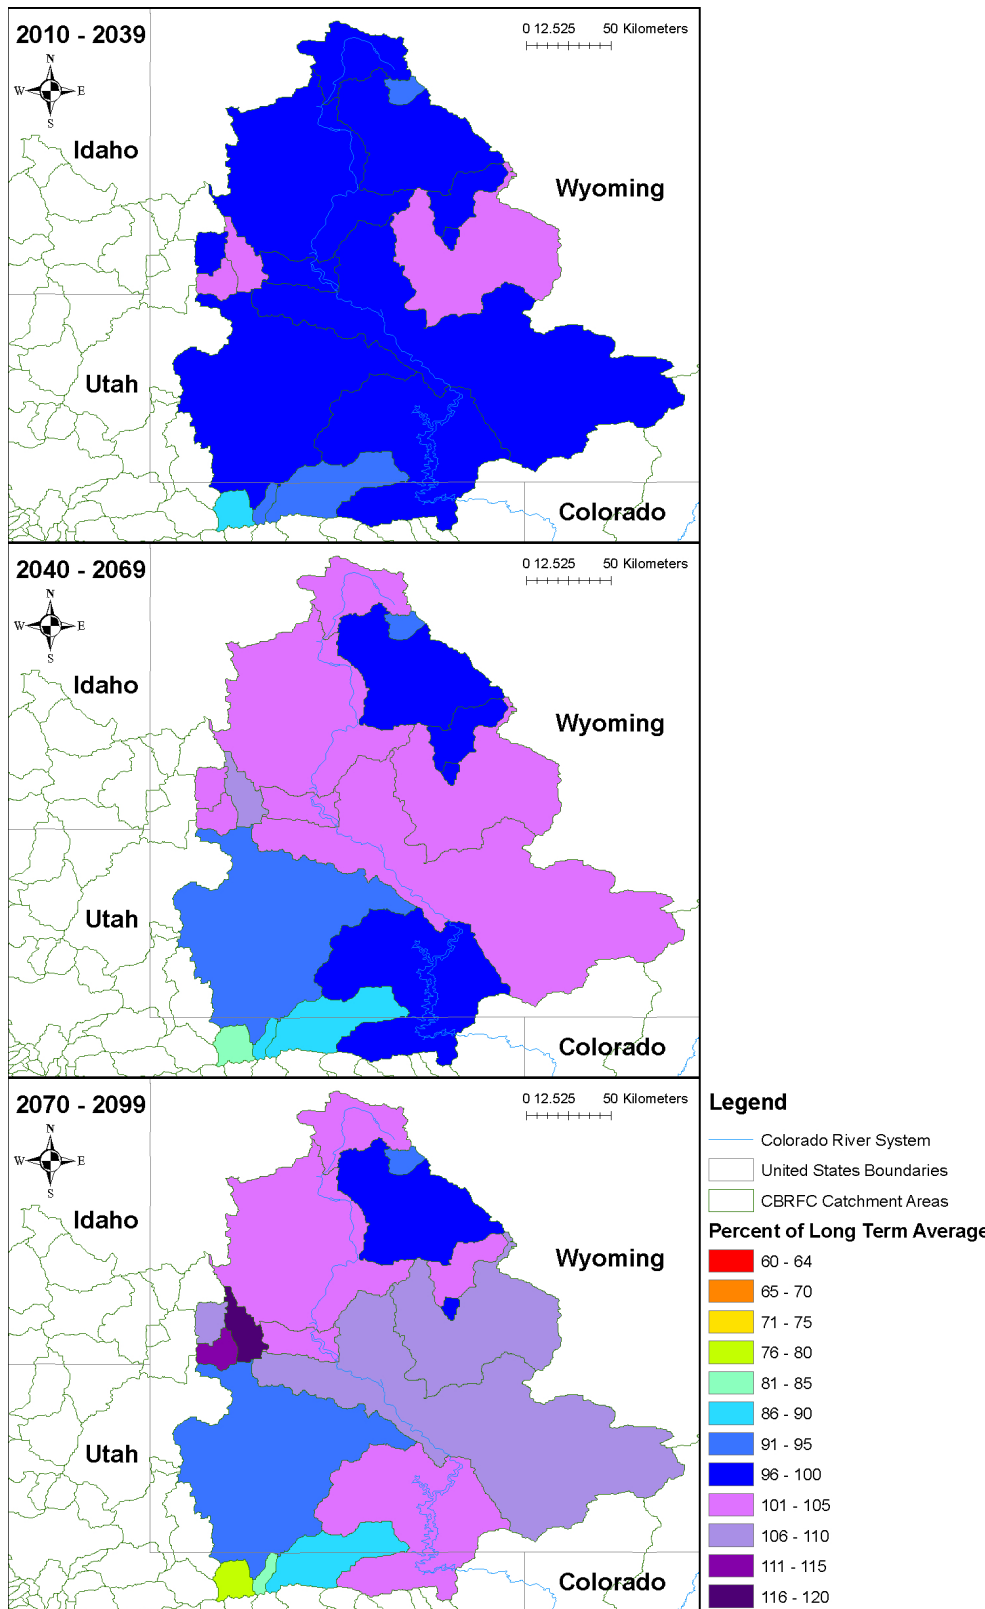 2010 - 2039
N
W E
S
0 12.525 50 Kilometers
Idaho
Wyoming
Utah
Colorado
2040 - 2069
N
W E
S
0 12.525 50 Kilometers
Idaho
Wyoming
Utah
Colorado
2070 - 2099
N
W E
S
0 12.525 50 Kilometers
Idaho
Wyoming
Utah
Colorado
Legend
Colorado River System
United States Boundaries
CBRFC Catchment Areas
Percent of Long Term Average
60 - 64
65 - 70
71 - 75
76 - 80
81 - 85
86 - 90
91 - 95
96 - 100
101 - 105
106 - 110
111 - 115
116 - 120